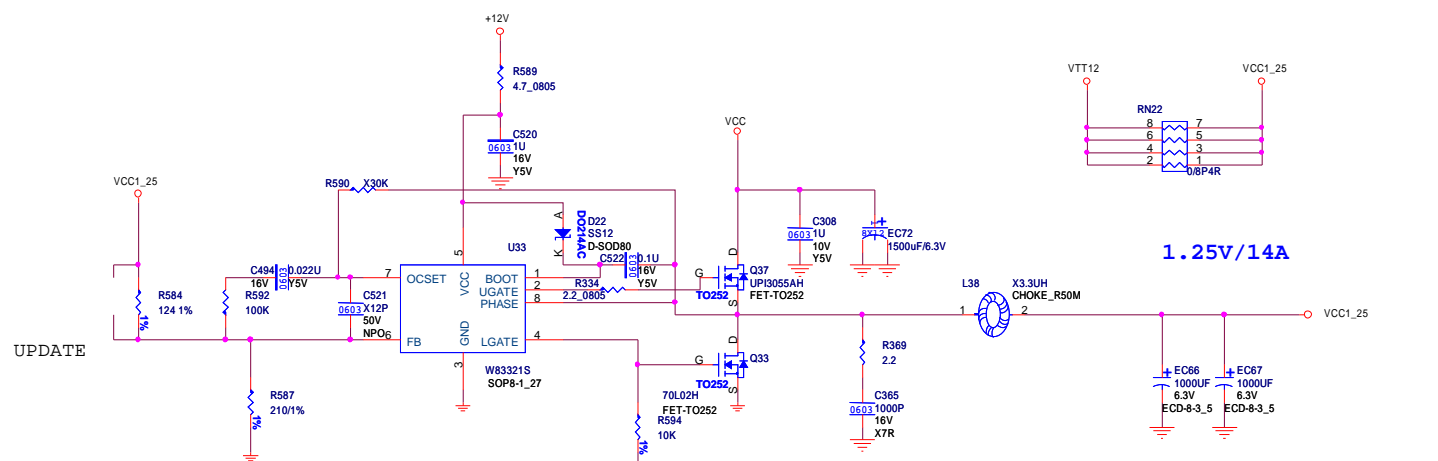 +12V
R589
4.7_0805
C520
0603
1U
16V
Y5V
VCC
VTT12
VCC1_25
RN22
8
7
6
5
4
3
2
1
0/8P4R
VCC1_25
R590
X30K
A
K
DO214AC
D22
SS12
D-SOD80
C522
0603
0.1U
16V
Y5V
C308
0603
1U
10V
Y5V
1
+
8X12
EC72
1500uF/6.3V
1.25V/14A
U33
5
VCC
7
OCSET
BOOT
1
UGATE
2
PHASE
8
GND
3
LGATE
4
6
FB
W83321S
SOP8-1_27
C494
16V
0603
0.022U
Y5V
R584
124 1%
1%
R592
100K
C521
0603
X12P
50V
NPO
UPDATE
R587
210/1%
1%
R334
2.2_0805
D
G
S
Q37
UPI3055AH
FET-TO252
TO252
D
G
S
Q33
TO252
70L02H
FET-TO252
R594
10K
1%
R369
2.2
C365
0603
1000P
16V
X7R
L38
X3.3UH
CHOKE_R50M
1
2
VCC1_25
+
EC66
1000UF
6.3V
ECD-8-3_5
+
EC67
1000UF
6.3V
ECD-8-3_5